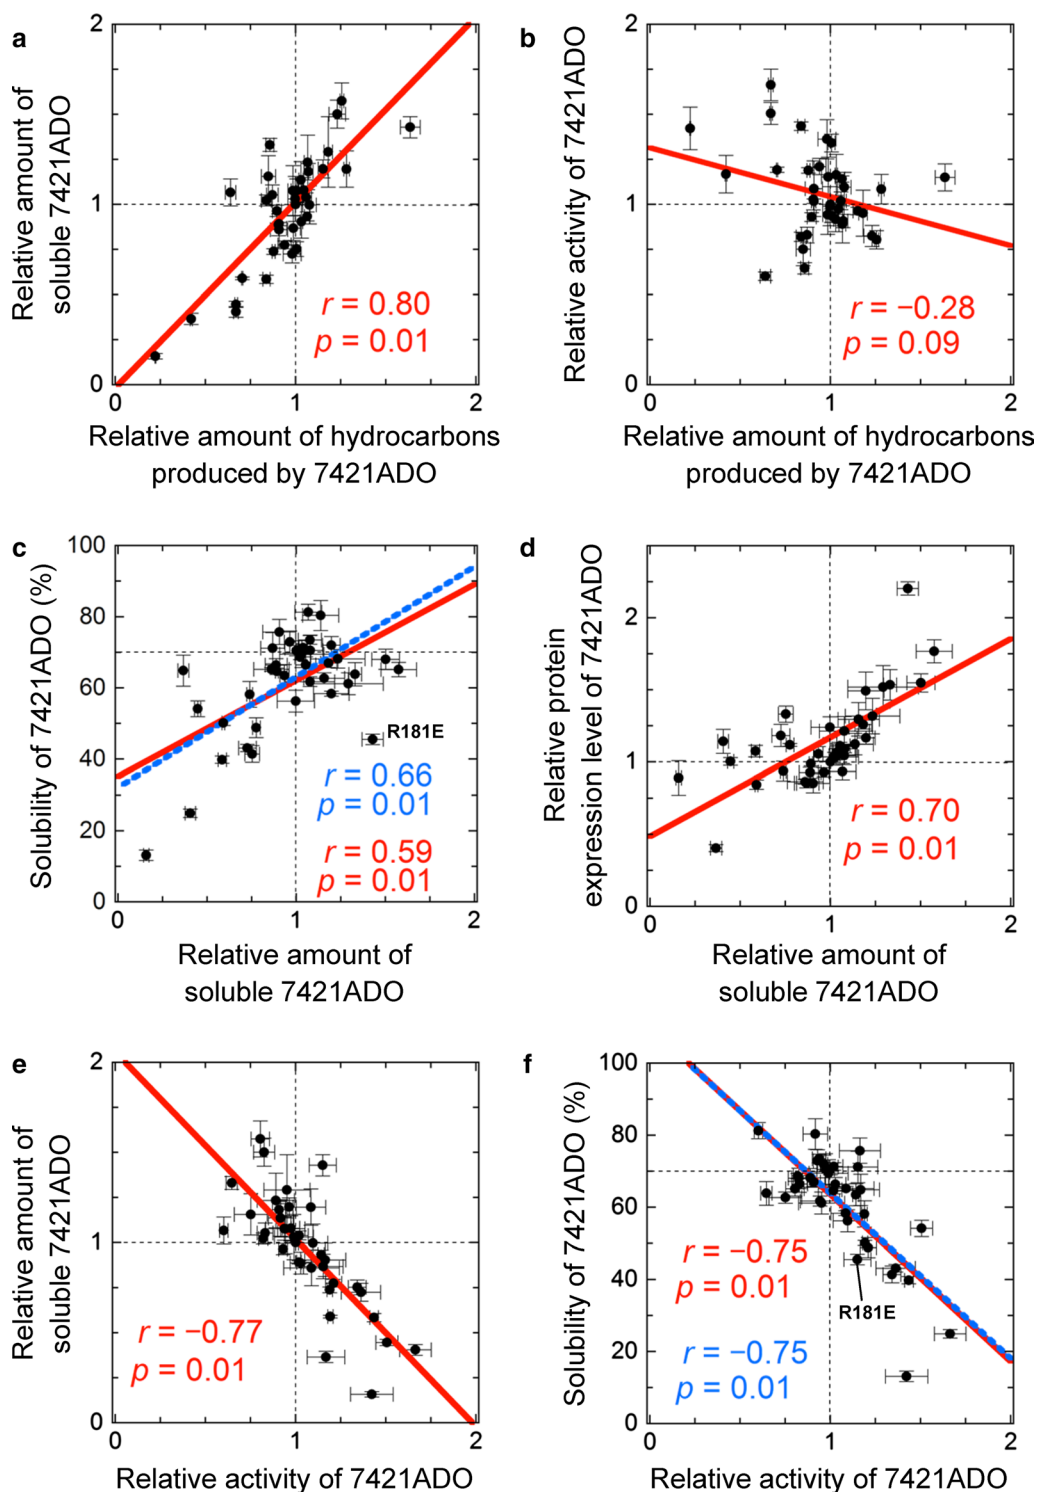 a
Relative amount of
soluble 7421ADO
2
1
0
0
1
2
r = 0.80
p = 0.01
Relative amount of hydrocarbons
produced by 7421ADO
b
Relative activity of 7421ADO
2
1
0
0
1
2
r = −0.28
p = 0.09
Relative amount of hydrocarbons
produced by 7421ADO
c
Solubility of 7421ADO (%)
100
80
60
40
20
0
0
1
2
R181E
r = 0.66
p = 0.01
r = 0.59
p = 0.01
Relative amount of
soluble 7421ADO
d
Relative protein
expression level of 7421ADO
2
1
0
0
1
2
r = 0.70
p = 0.01
Relative amount of
soluble 7421ADO
e
Relative amount of
soluble 7421ADO
2
1
0
0
1
2
r = −0.77
p = 0.01
Relative activity of 7421ADO
f
Solubility of 7421ADO (%)
100
80
60
40
20
0
0
1
2
r = −0.75
p = 0.01
R181E
r = −0.75
p = 0.01
Relative activity of 7421ADO